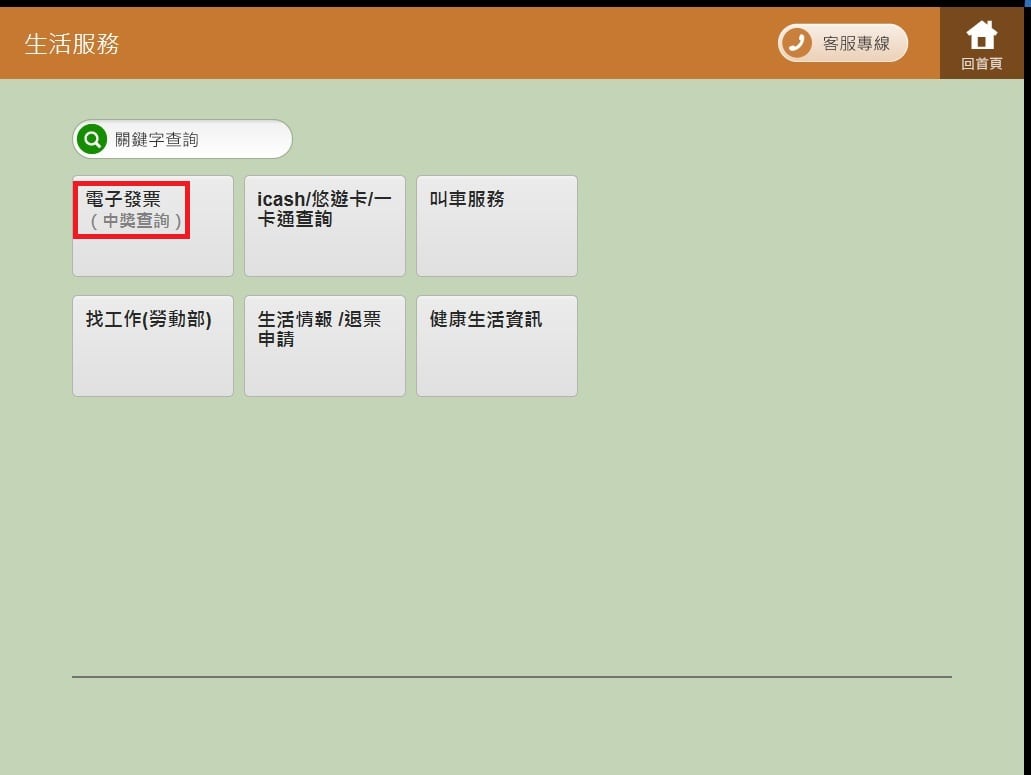 生活服務
客服專線
回首頁
關鍵字查詢
電子發票
(中獎查詢)
icash/悠遊卡/一
卡通查詢
叫車服務
找工作(勞動部)
生活情報 /退票
申請
健康生活資訊